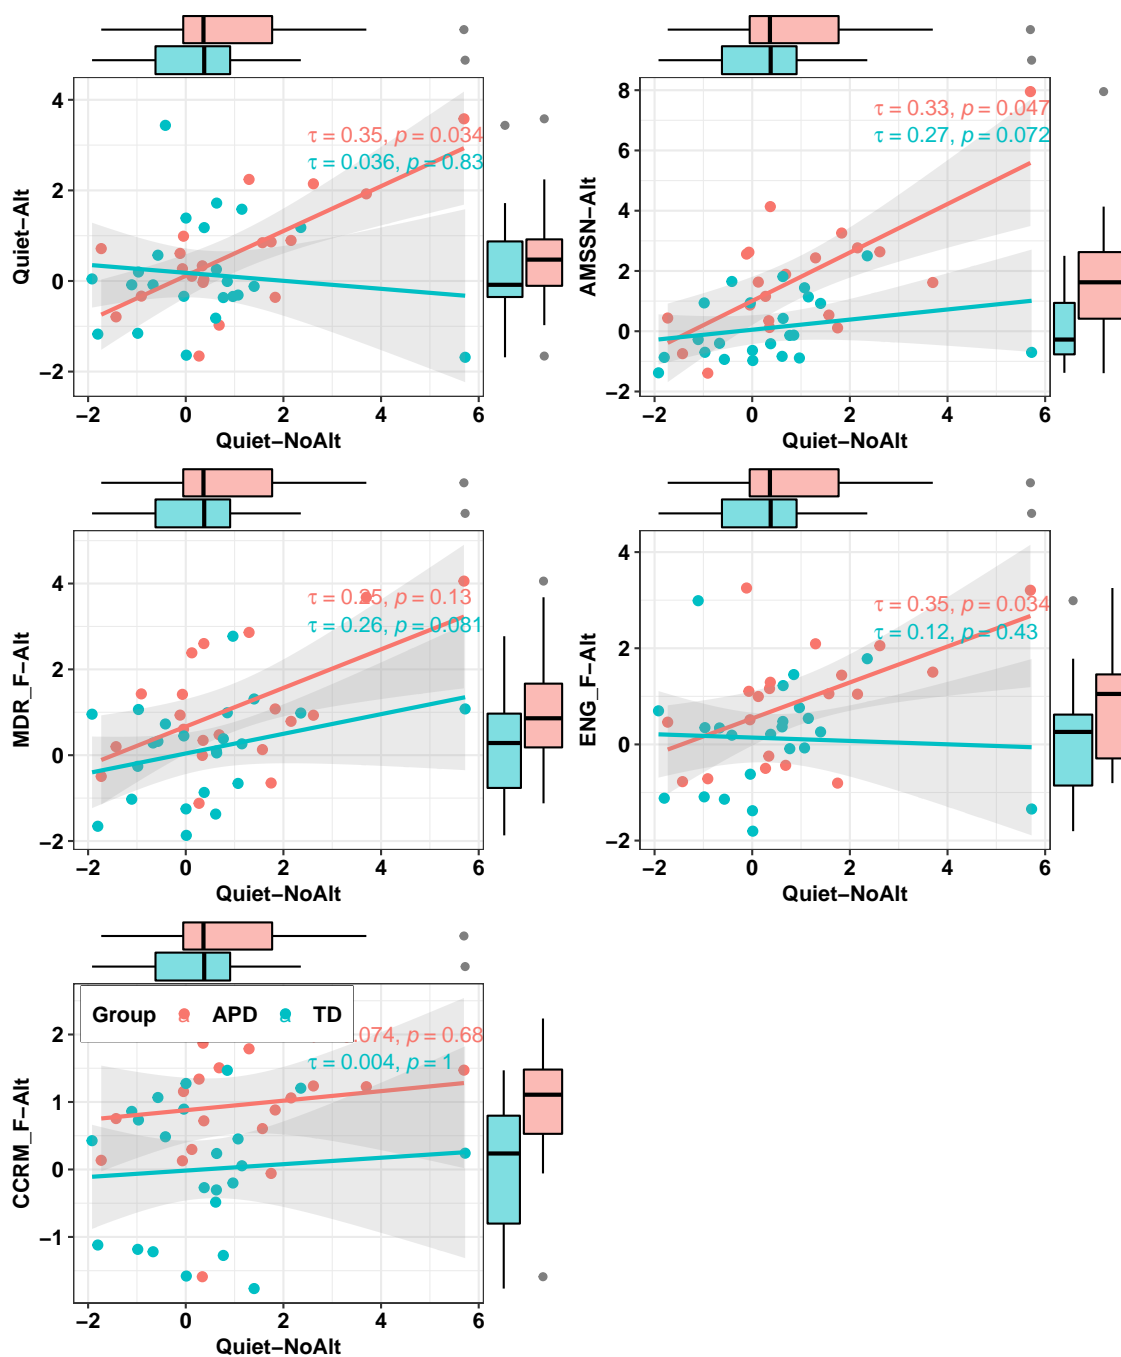 4
2
0
−2
Quiet−Alt
τ = 0.35, p = 0.034
τ = 0.036, p = 0.83
−2 0 2 4 6
Quiet−NoAlt
8
6
4
2
0
−2
AMSSN−Alt
τ = 0.33, p = 0.047
τ = 0.27, p = 0.072
−2 0 2 4 6
Quiet−NoAlt
4
2
0
−2
MDR_F−Alt
τ = 0.25, p = 0.13
τ = 0.26, p = 0.081
−2 0 2 4 6
Quiet−NoAlt
4
2
0
−2
ENG_F−Alt
τ = 0.35, p = 0.034
τ = 0.12, p = 0.43
−2 0 2 4 6
Quiet−NoAlt
2
1
0
−1
CCRM_F−Alt
Group a APD a TD
.074, p = 0.68
τ = 0.004, p = 1
−2 0 2 4 6
Quiet−NoAlt